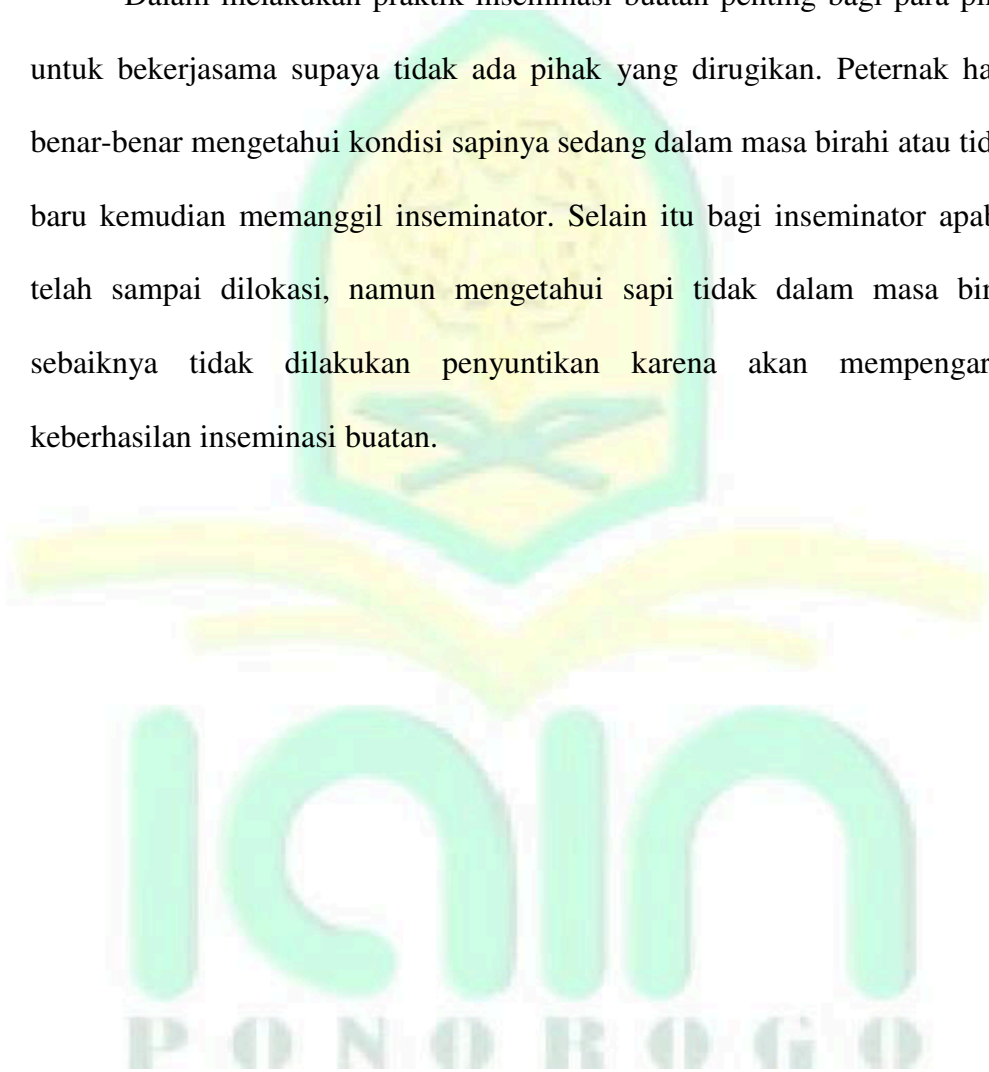 Dalam melakukan praktik inseminasi buatan penting bagi para
untuk bekerjasama supaya tidak ada pihak yang dirugikan. Peternak
benar-benar mengetahui kondisi sapinya sedang dalam masa birahi atau
baru kemudian memanggil inseminator. Selain itu bagi inseminator
telah sampai dilokasi, namun mengetahui sapi tidak dalam masa
sebaiknya tidak dilakukan penyuntikan karena akan
keberhasilan inseminasi buatan.
iain
PONOROGO